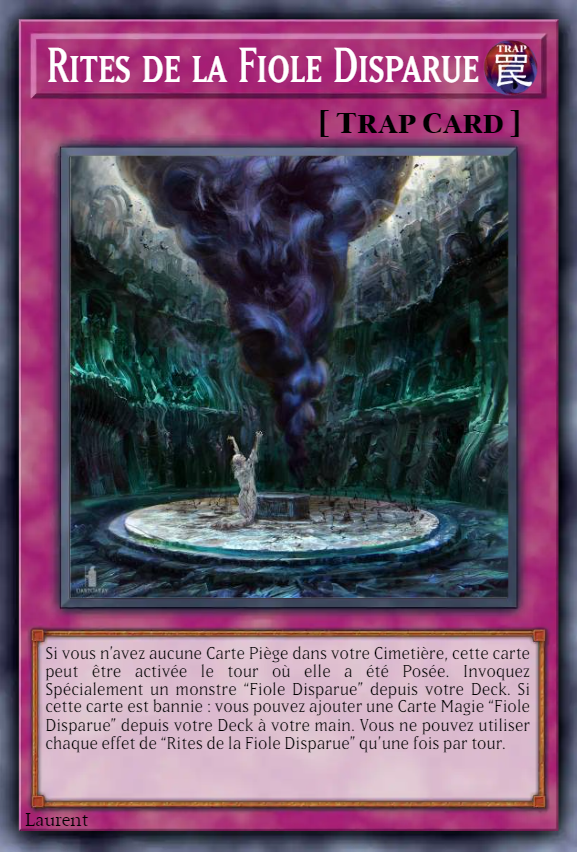 Rites de la Fiole Disparue
TRAP
罠
[ Trap Card ]
Si vous n’avez aucune Carte Piège dans votre Cimetière, cette carte
peut être activée le tour où elle a été Posée. Invoquez
Spécialement un monstre “Fiole Disparue” depuis votre Deck. Si
cette carte est bannie : vous pouvez ajouter une Carte Magie “Fiole
Disparue” depuis votre Deck à votre main. Vous ne pouvez utiliser
chaque effet de “Rites de la Fiole Disparue” qu’une fois par tour.
Laurent